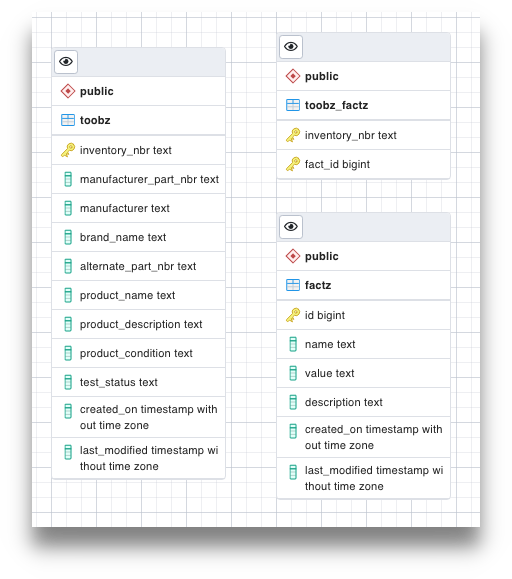 public
toobz
inventory_nbr text
manufacturer_part_nbr text
manufacturer text
brand_name text
alternate_part_nbr text
product_name text
product_description text
product_condition text
test_status text
created_on timestamp with
out time zone
last_modified timestamp wi
thout time zone
public
toobz_factz
inventory_nbr text
fact_id bigint
public
factz
id bigint
name text
value text
description text
created_on timestamp with
out time zone
last_modified timestamp wi
thout time zone